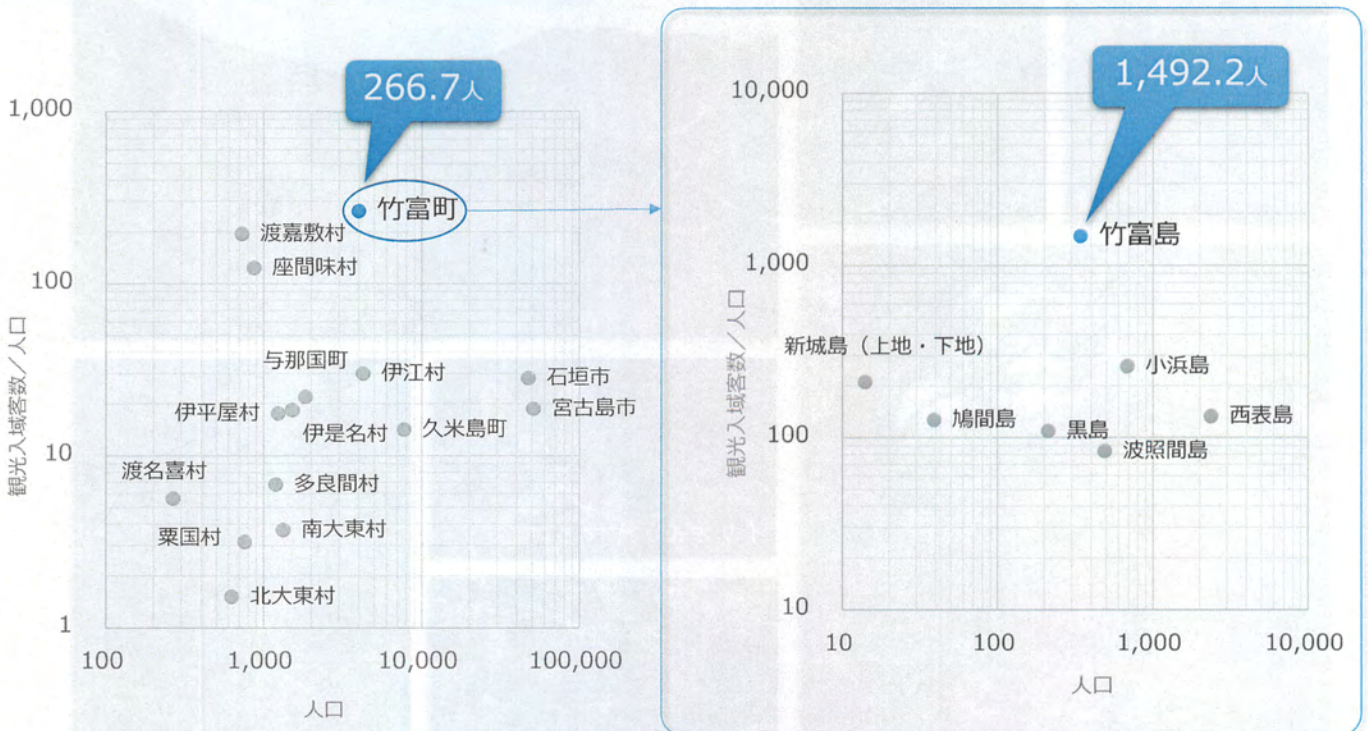 266.7人
1,000
100
10
1
観光入域客数／人口
竹富町
渡嘉敷村
座間味村
与那国町
伊江村
石垣市
伊平屋村
宮古島市
伊是名村
久米島町
渡名喜村
多良間村
粟国村
南大東村
北大東村
100
1,000
10,000
100,000
人口
1,492.2人
10,000
1,000
100
10
観光入域客数／人口
竹富島
新城島（上地・下地）
小浜島
鳩間島
黒島
西表島
波照間島
10
100
1,000
10,000
人口